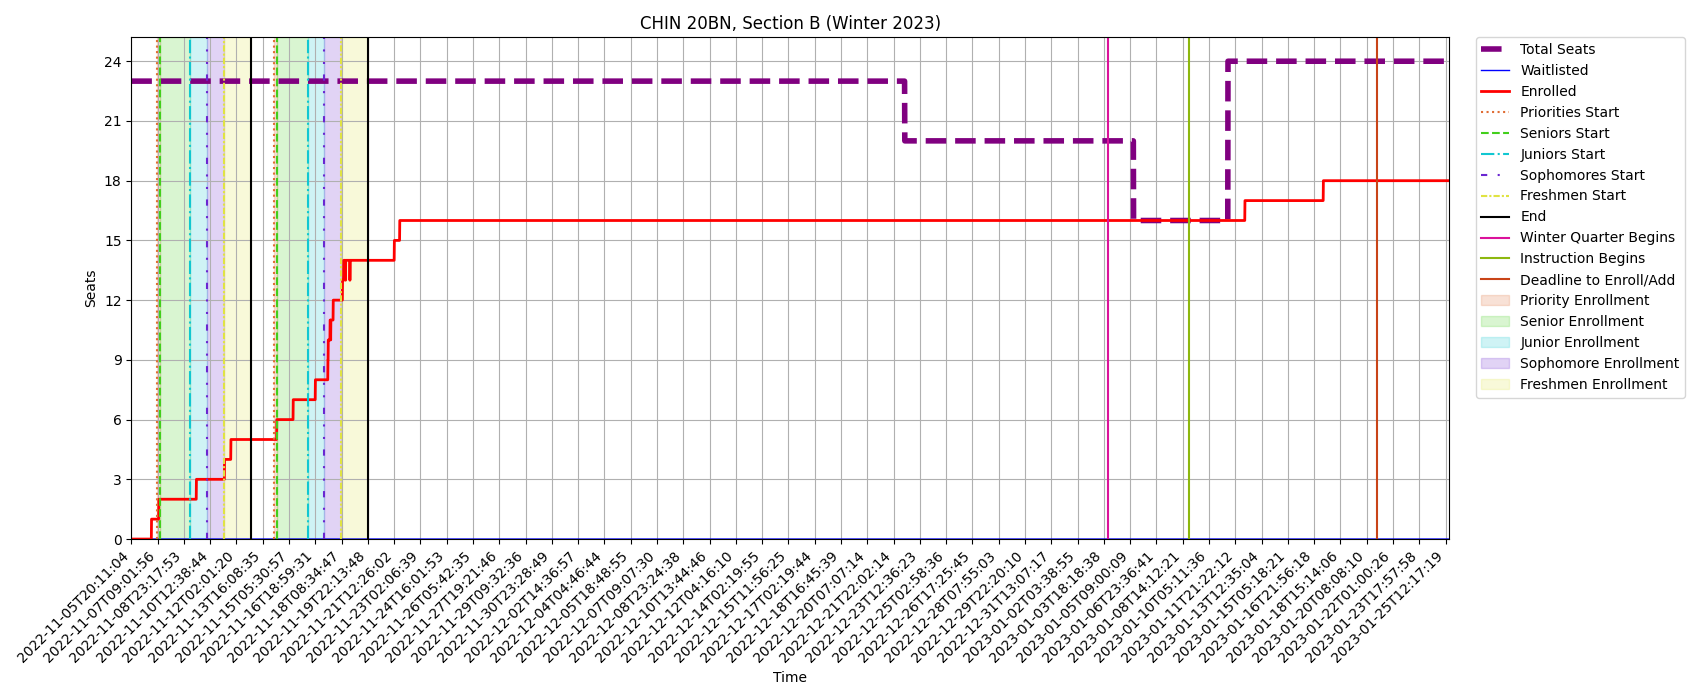 CHIN 20BN, Section B (Winter 2023)
Seats
24
21
18
15
12
9
6
3
0
2022-11-05T20:11:04
2022-11-07T09:01:56
2022-11-08T23:17:53
2022-11-10T12:38:44
2022-11-12T02:01:20
2022-11-13T16:08:35
2022-11-15T05:30:57
2022-11-16T18:59:31
2022-11-18T08:34:47
2022-11-19T22:13:48
2022-11-21T12:26:02
2022-11-23T02:06:39
2022-11-24T16:01:53
2022-11-26T05:42:35
2022-11-27T19:21:46
2022-11-29T09:32:36
2022-11-30T23:28:49
2022-12-02T14:36:57
2022-12-04T04:46:44
2022-12-05T18:48:55
2022-12-07T09:07:30
2022-12-08T23:24:38
2022-12-10T13:44:46
2022-12-12T04:16:10
2022-12-14T02:19:55
2022-12-15T11:56:25
2022-12-17T02:19:44
2022-12-18T16:45:39
2022-12-20T07:07:14
2022-12-21T22:02:14
2022-12-23T12:36:23
2022-12-25T02:58:36
2022-12-26T17:25:45
2022-12-28T07:55:03
2022-12-29T22:20:10
2022-12-31T13:07:17
2023-01-02T03:38:55
2023-01-03T18:18:38
2023-01-05T09:00:09
2023-01-06T23:36:41
2023-01-08T14:12:21
2023-01-10T05:11:36
2023-01-11T21:22:12
2023-01-13T12:35:04
2023-01-15T05:18:21
2023-01-16T21:56:18
2023-01-18T15:14:06
2023-01-20T08:08:10
2023-01-22T01:00:26
2023-01-23T17:57:58
2023-01-25T12:17:19
Time
Total Seats
Waitlisted
Enrolled
Priorities Start
Seniors Start
Juniors Start
Sophomores Start
Freshmen Start
End
Winter Quarter Begins
Instruction Begins
Deadline to Enroll/Add
Priority Enrollment
Senior Enrollment
Junior Enrollment
Sophomore Enrollment
Freshmen Enrollment